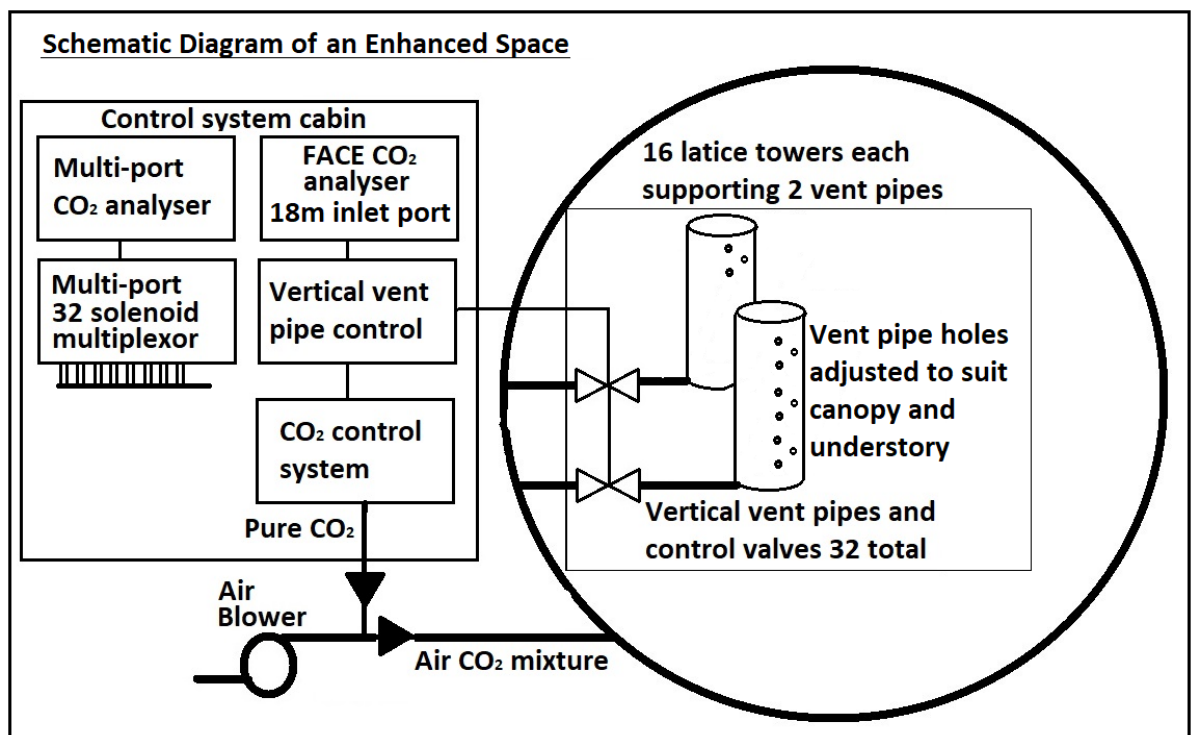 Schematic Diagram of an Enhanced Space
Control system cabin
Multi-port
CO₂ analyser
FACE CO₂
analyser
18m inlet port
Multi-port
32 solenoid
multiplexor
Vertical vent
pipe control
CO₂ control
system
Pure CO₂
Air
Blower
Air CO₂ mixture
16 latice towers each
supporting 2 vent pipes
Vent pipe holes
adjusted to suit
canopy and
understory
Vertical vent pipes and
control valves 32 total